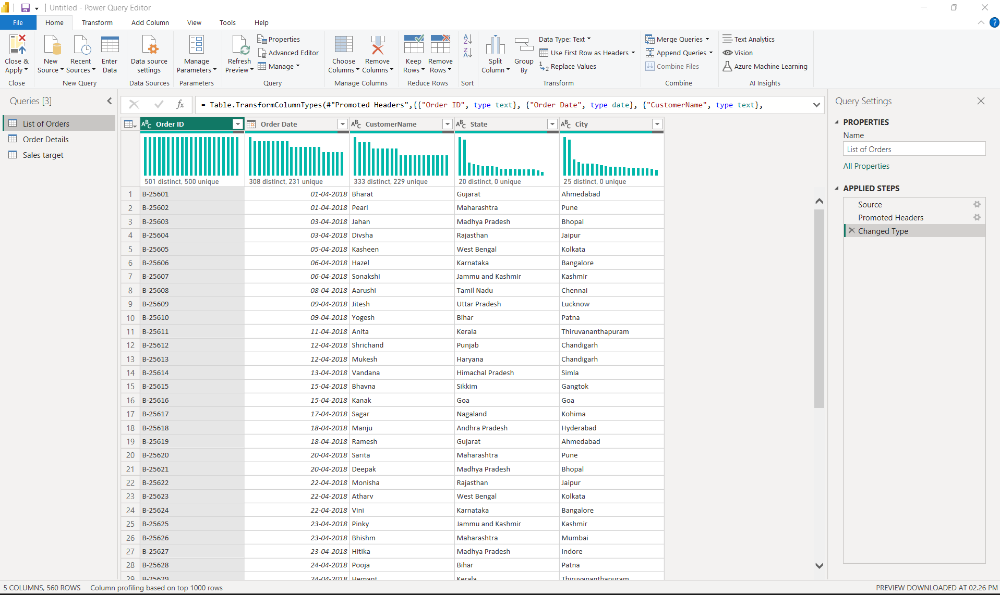 Untitled - Power Query Editor
File Home Transform Add Column View Tools Help
Close & Apply
New Source
Recent Sources
Enter Data
Data source settings
Manage Parameters
Refresh Preview
Properties
Advanced Editor
Manage
Choose Columns
Remove Columns
Keep Rows
Remove Rows
Split Column
Group By
Data Type: Text
Use First Row as Headers
Replace Values
Merge Queries
Append Queries
Combine Files
Text Analytics
Vision
Azure Machine Learning
Close New Query Data Sources Parameters Query Manage Columns Reduce Rows Sort Transform Combine AI Insights
Queries [3]
List of Orders
Order Details
Sales target
fx
= Table.TransformColumnTypes(#"Promoted Headers",{{"Order ID", type text}, {"Order Date", type date}, {"CustomerName", type text},
ABC Order ID Order Date ABC CustomerName ABC State ABC City
501 distinct, 500 unique 308 distinct, 231 unique 333 distinct, 229 unique 20 distinct, 0 unique 25 distinct, 0 unique
1 B-25601 01-04-2018 Bharat Gujarat Ahmedabad
2 B-25602 01-04-2018 Pearl Maharashtra Pune
3 B-25603 03-04-2018 Jahan Madhya Pradesh Bhopal
4 B-25604 03-04-2018 Divsha Rajasthan Jaipur
5 B-25605 05-04-2018 Kasheen West Bengal Kolkata
6 B-25606 06-04-2018 Hazel Karnataka Bangalore
7 B-25607 06-04-2018 Sonakshi Jammu and Kashmir Kashmir
8 B-25608 08-04-2018 Aarushi Tamil Nadu Chennai
9 B-25609 09-04-2018 Jitesh Uttar Pradesh Lucknow
10 B-25610 09-04-2018 Yogesh Bihar Patna
11 B-25611 11-04-2018 Anita Kerala Thiruvananthapuram
12 B-25612 12-04-2018 Shrichand Punjab Chandigarh
13 B-25613 12-04-2018 Mukesh Haryana Chandigarh
14 B-25614 13-04-2018 Vandana Himachal Pradesh Simla
15 B-25615 15-04-2018 Bhavna Sikkim Gangtok
16 B-25616 15-04-2018 Kanak Goa Goa
17 B-25617 17-04-2018 Sagar Nagaland Kohima
18 B-25618 18-04-2018 Manju Andhra Pradesh Hyderabad
19 B-25619 18-04-2018 Ramesh Gujarat Ahmedabad
20 B-25620 20-04-2018 Sarita Maharashtra Pune
21 B-25621 20-04-2018 Deepak Madhya Pradesh Bhopal
22 B-25622 22-04-2018 Monisha Rajasthan Jaipur
23 B-25623 22-04-2018 Atharv West Bengal Kolkata
24 B-25624 22-04-2018 Vini Karnataka Bangalore
25 B-25625 23-04-2018 Pinky Jammu and Kashmir Kashmir
26 B-25626 23-04-2018 Bhishm Maharashtra Mumbai
27 B-25627 23-04-2018 Hitika Madhya Pradesh Indore
28 B-25628 24-04-2018 Pooja Bihar Patna
29 B-25629 24-04-2018 Hemant Kerala Thiruvananthapuram
Query Settings
PROPERTIES
Name
List of Orders
All Properties
APPLIED STEPS
Source
Promoted Headers
Changed Type
5 COLUMNS, 560 ROWS Column profiling based on top 1000 rows PREVIEW DOWNLOADED AT 02.26 PM